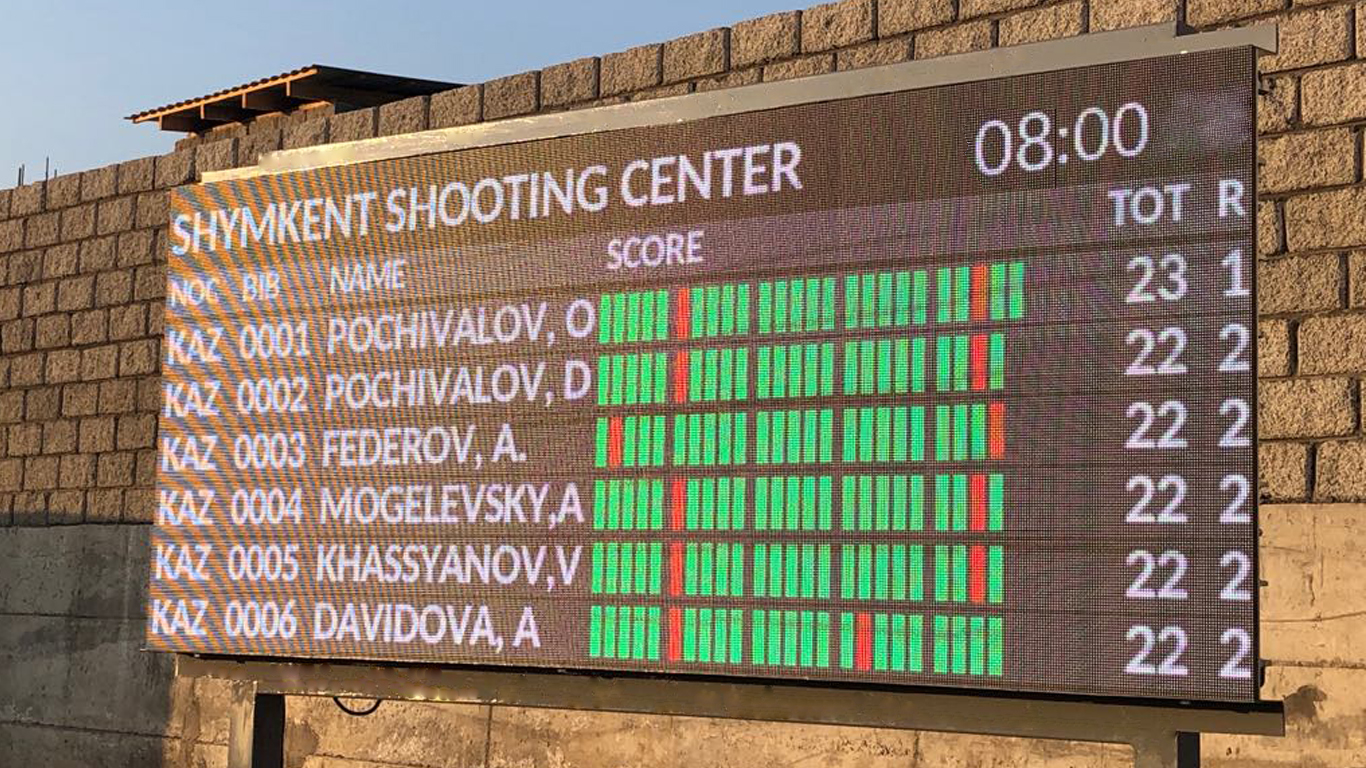 SHYMKENT SHOOTING CENTER 08:00
NOC BIB NAME SCORE TOT R
KAZ 0001 POCHIVALOV, O 23 1
KAZ 0002 POCHIVALOV, D 22 2
KAZ 0003 FEDEROV, A. 22 2
KAZ 0004 MOGELEVSKY,A 22 2
KAZ 0005 KHASSYANOV,V 22 2
KAZ 0006 DAVIDOVA, A 22 2